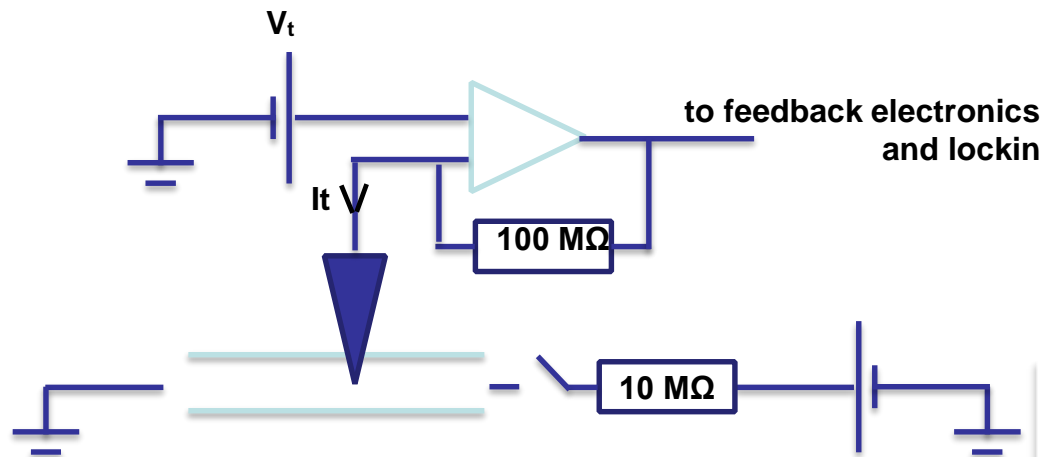 Vₜ
to feedback electronics
and lockin
It
100 MΩ
10 MΩ